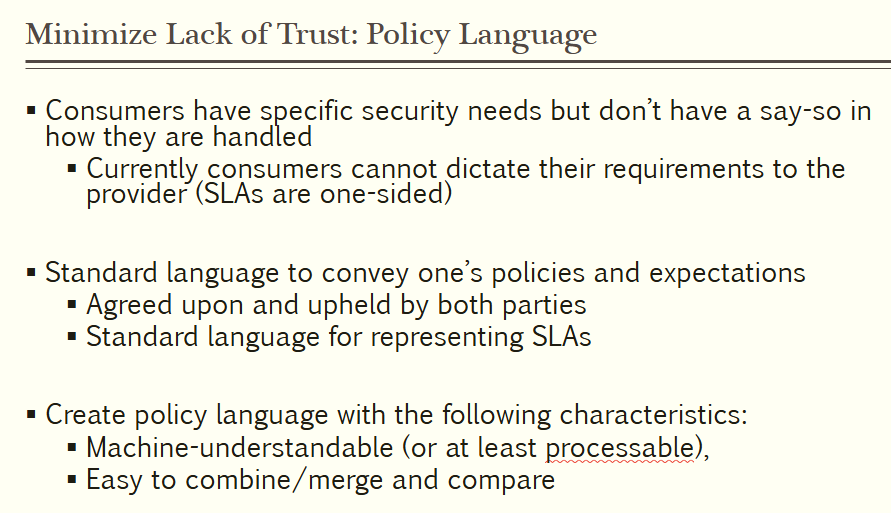 Minimize Lack of Trust: Policy Language
▪ Consumers have specific security needs but don’t have a say-so in
how they are handled
▪ Currently consumers cannot dictate their requirements to the
provider (SLAs are one-sided)
▪ Standard language to convey one’s policies and expectations
▪ Agreed upon and upheld by both parties
▪ Standard language for representing SLAs
▪ Create policy language with the following characteristics:
▪ Machine-understandable (or at least processable),
▪ Easy to combine/merge and compare